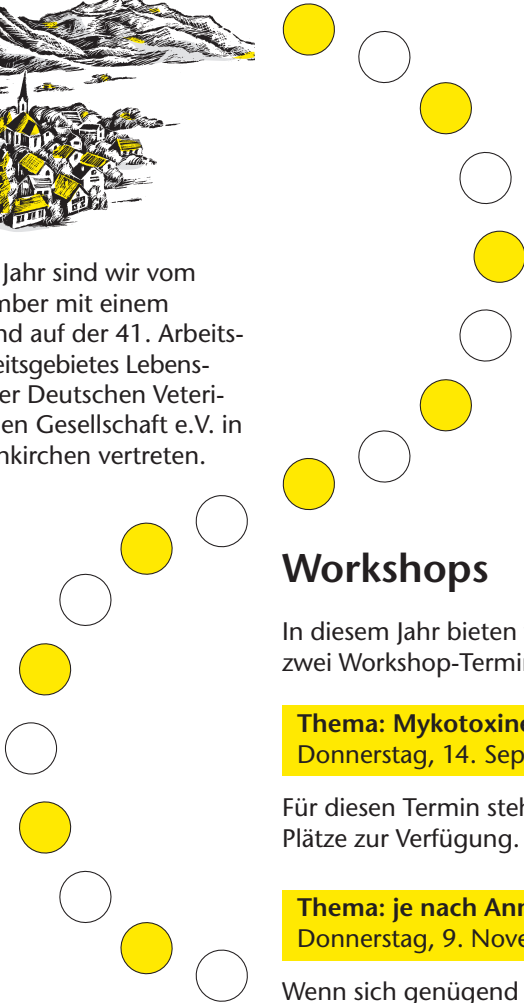 Jahr sind wir vom
mber mit einem
nd auf der 41. Arbeits-
eitsgebietes Lebens-
er Deutschen Veteri-
en Gesellschaft e.V. in
nkirchen vertreten.
Workshops
In diesem Jahr bieten
zwei Workshop-Termin
Thema: Mykotoxine
Donnerstag, 14. Sep
Für diesen Termin steh
Plätze zur Verfügung.
Thema: je nach Ann
Donnerstag, 9. Nove
Wenn sich genügend